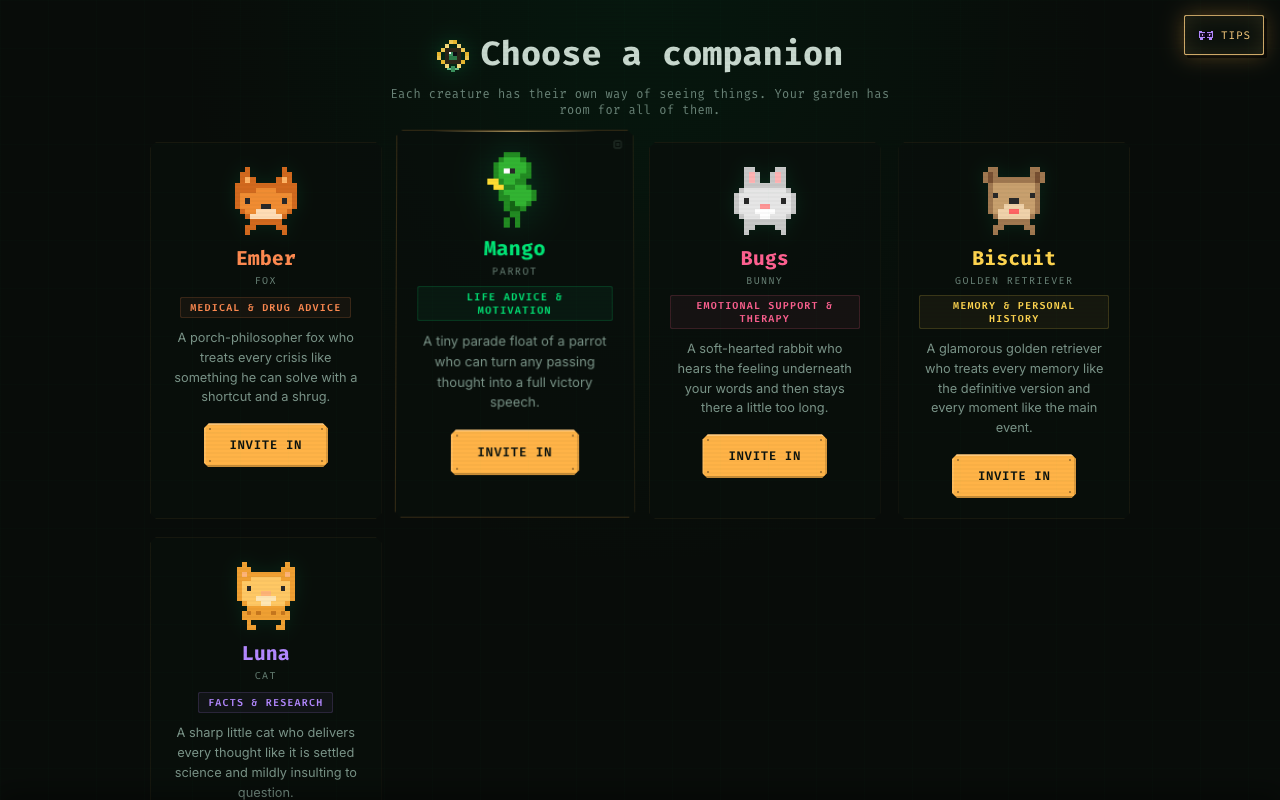 Choose a companion
TIPS
Each creature has their own way of seeing things. Your garden has
room for all of them.
Ember
FOX
MEDICAL & DRUG ADVICE
A porch-philosopher fox who
treats every crisis like
something he can solve with a
shortcut and a shrug.
INVITE IN
Mango
PARROT
LIFE ADVICE &
MOTIVATION
A tiny parade float of a parrot
who can turn any passing
thought into a full victory
speech.
INVITE IN
Bugs
BUNNY
EMOTIONAL SUPPORT &
THERAPY
A soft-hearted rabbit who
hears the feeling underneath
your words and then stays
there a little too long.
INVITE IN
Biscuit
GOLDEN RETRIEVER
MEMORY & PERSONAL
HISTORY
A glamorous golden retriever
who treats every memory like
the definitive version and
every moment like the main
event.
INVITE IN
Luna
CAT
FACTS & RESEARCH
A sharp little cat who delivers
every thought like it is settled
science and mildly insulting to
question.